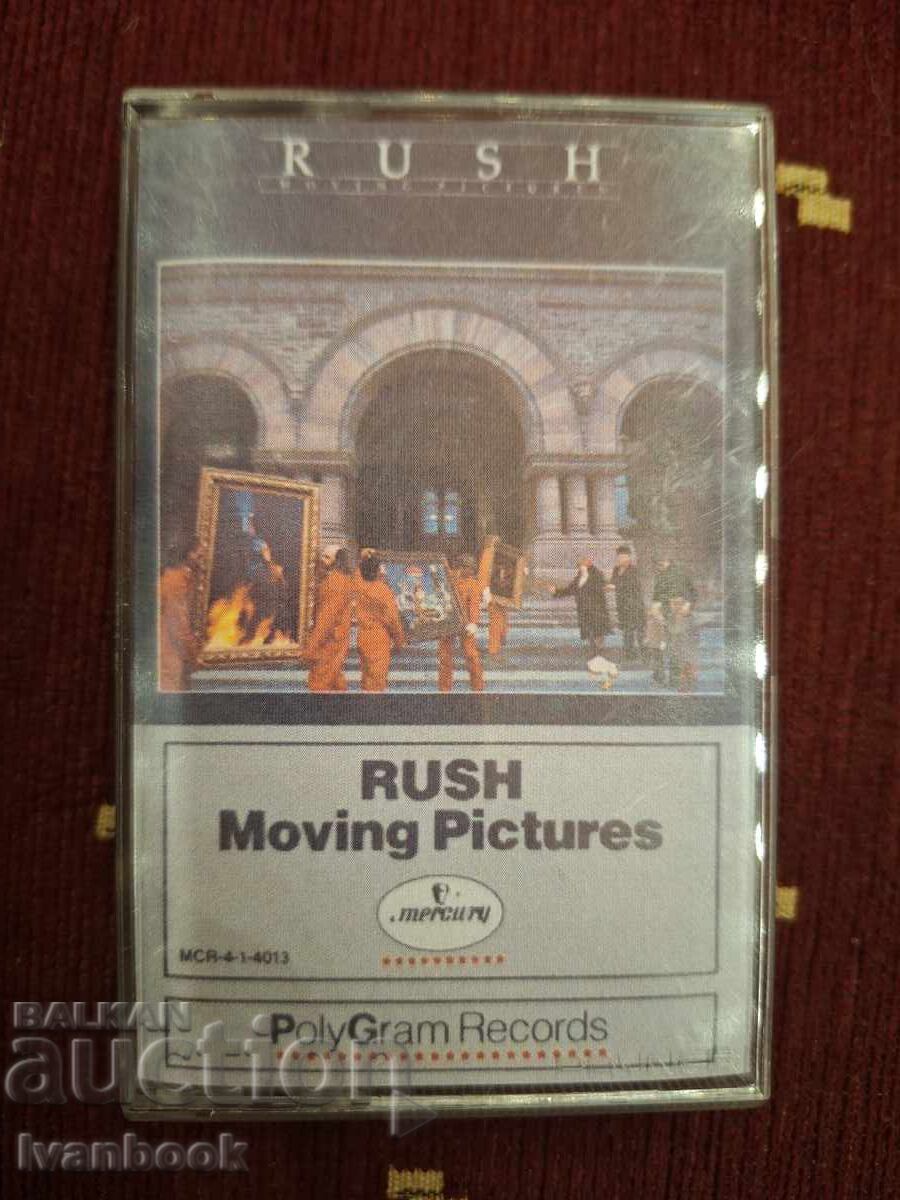 RUSH
MOVING PICTURES
RUSH
Moving Pictures
mercury
MCR-4-1-4013
PolyGram Records
BALKAN
auction
Ivanbook